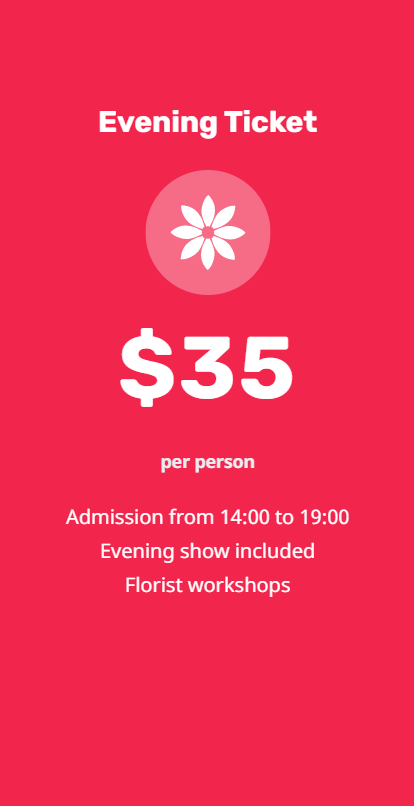 Evening Ticket
$35
per person
Admission from 14:00 to 19:00
Evening show included
Florist workshops